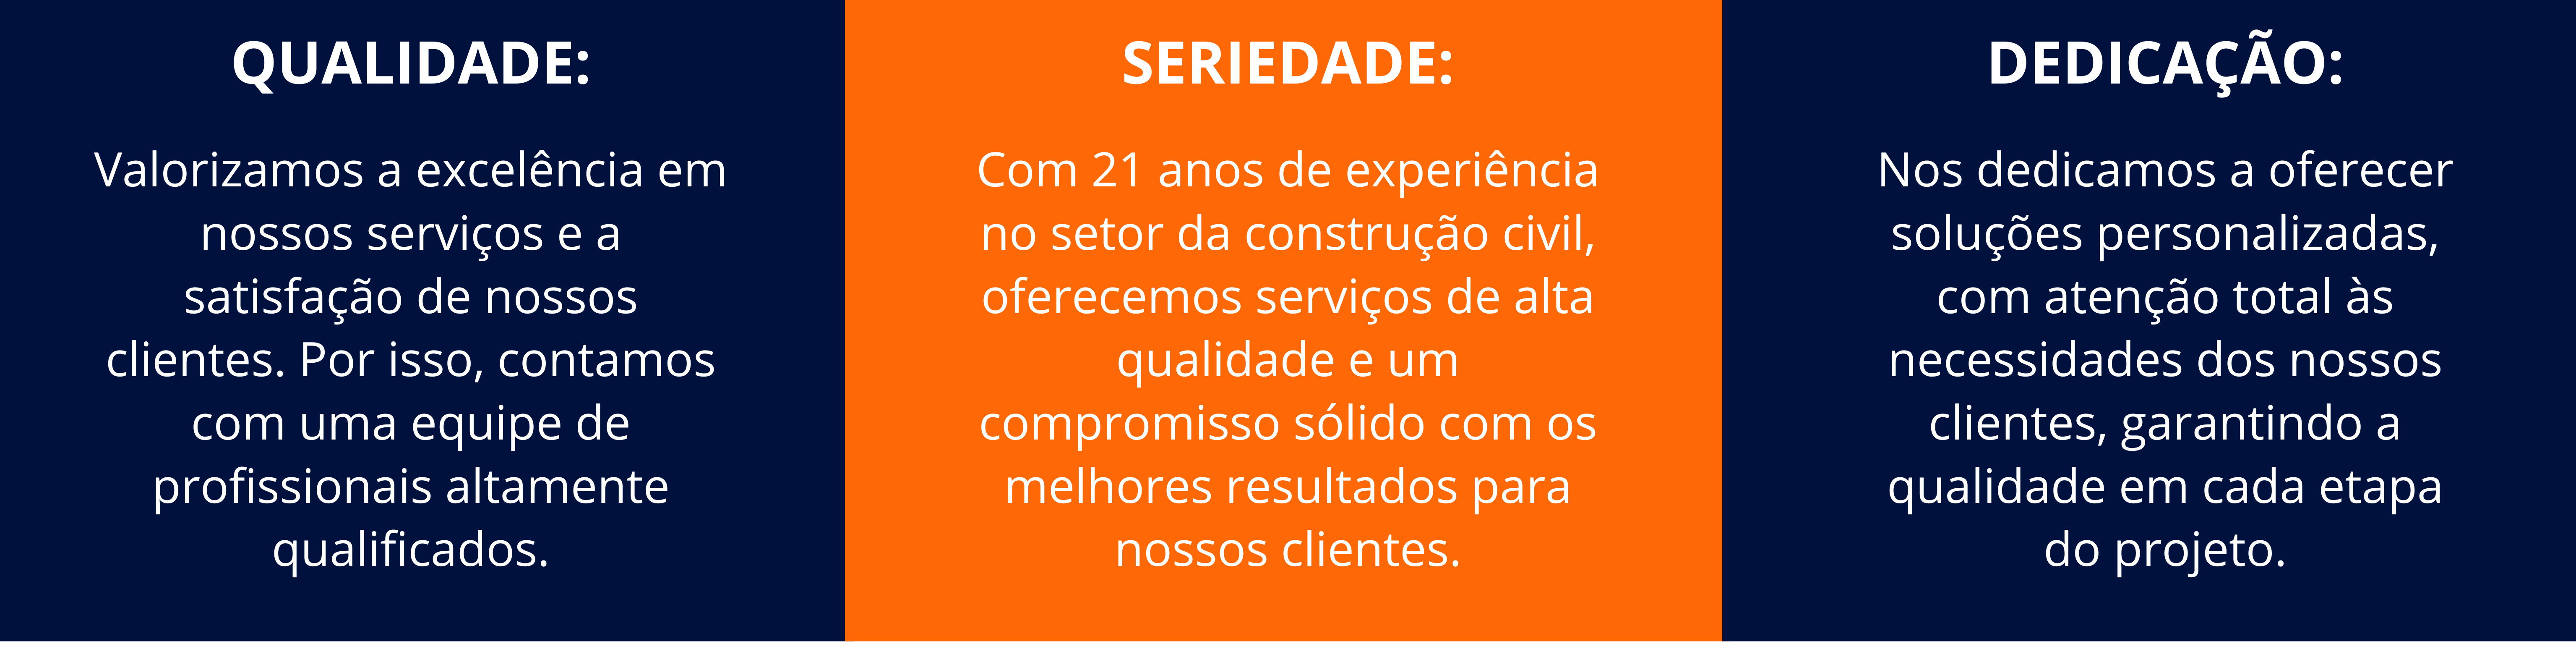 QUALIDADE:
Valorizamos a excelência em
nossos serviços e a
satisfação de nossos
clientes. Por isso, contamos
com uma equipe de
profissionais altamente
qualificados.
SERIEDADE:
Com 21 anos de experiência
no setor da construção civil,
oferecemos serviços de alta
qualidade e um
compromisso sólido com os
melhores resultados para
nossos clientes.
DEDICAÇÃO:
Nos dedicamos a oferecer
soluções personalizadas,
com atenção total às
necessidades dos nossos
clientes, garantindo a
qualidade em cada etapa
do projeto.